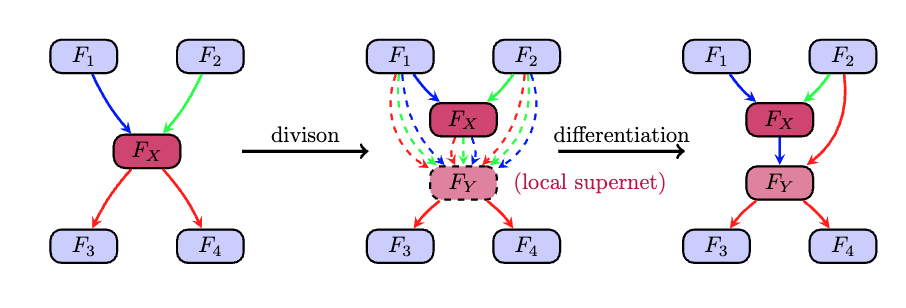 F_1 F_2 F_1 F_2 F_1 F_2
F_X F_X
divison differentiation
F_X
F_Y (local supernet) F_Y
F_3 F_4 F_3 F_4 F_3 F_4